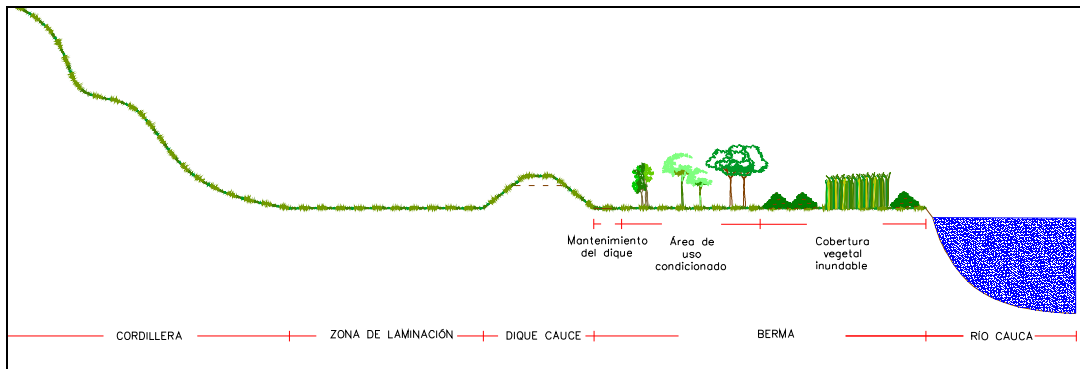 Mantenimiento
del dique
Área de
uso
condicionado
Cobertura
vegetal
inundable
CORDILLERA
ZONA DE LAMINACIÓN
DIQUE CAUCE
BERMA
RÍO CAUCA